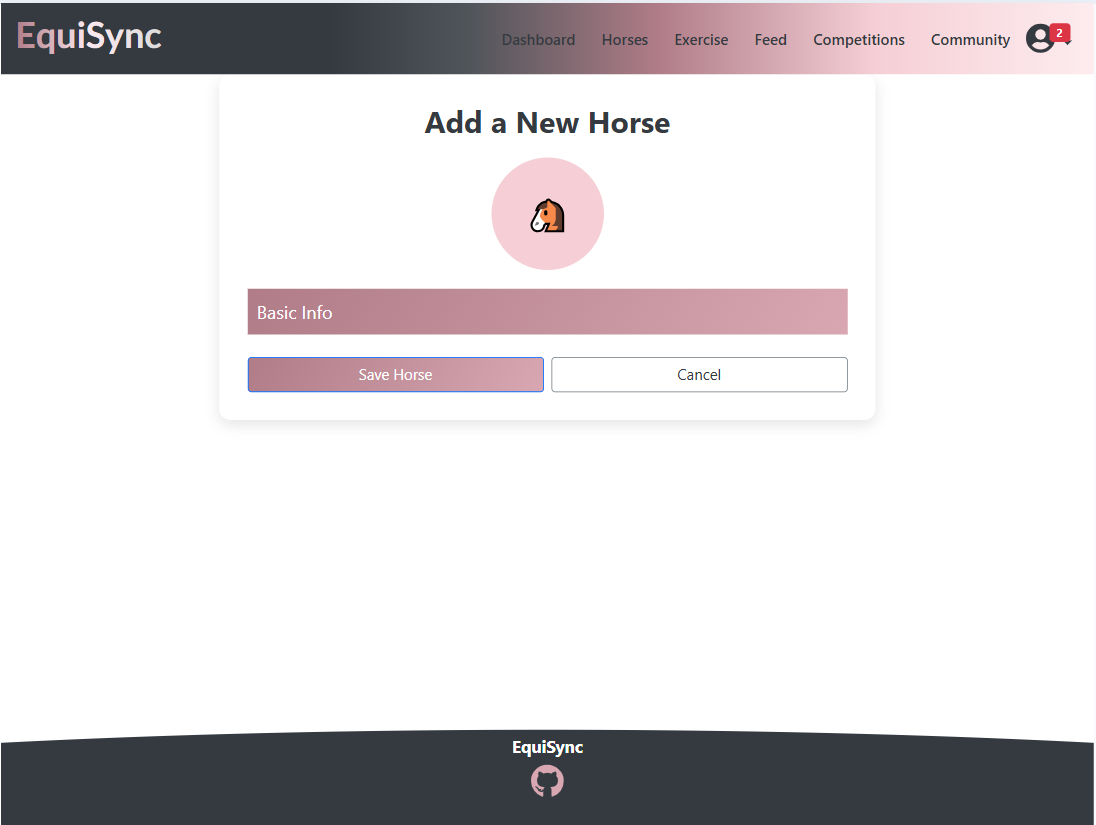 EquiSync
Dashboard Horses Exercise Feed Competitions Community 2
Add a New Horse
Basic Info
Save Horse Cancel
EquiSync